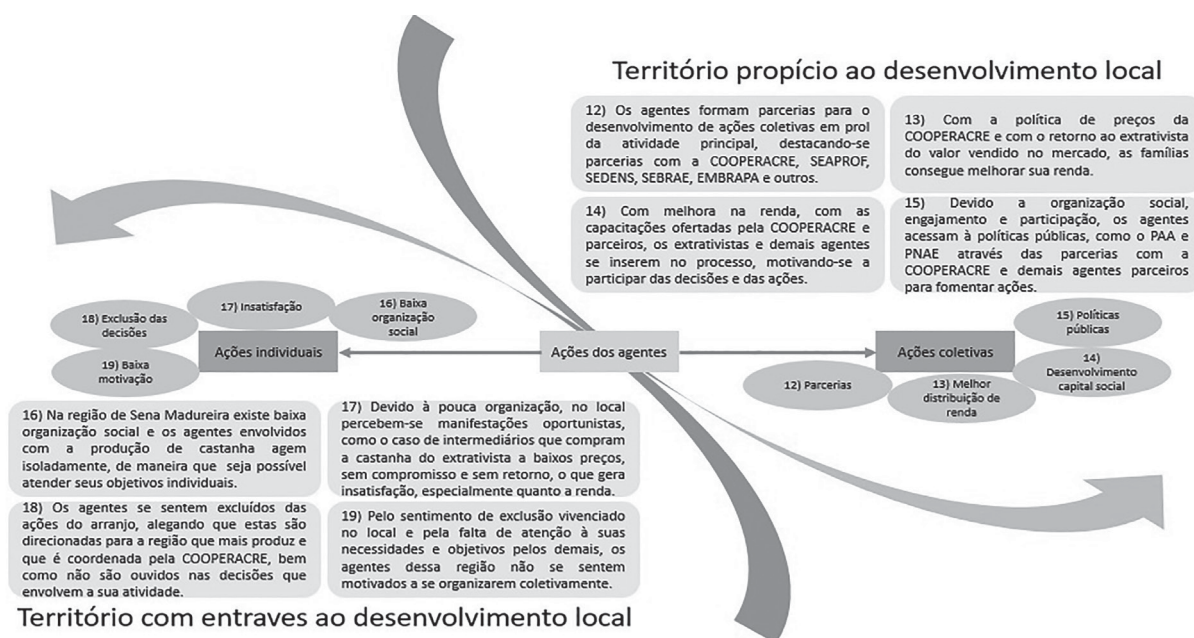 Território propício ao desenvolvimento local
12) Os agentes formam parcerias para o
desenvolvimento de ações coletivas em prol
da atividade principal, destacando-se
parcerias com a COOPERACRE, SEAPROF,
SEDENS, SEBRAE, EMBRAPA e outros.
13) Com a política de preços da
COOPERACRE e com o retorno ao extrativista
do valor vendido no mercado, as famílias
consegue melhorar sua renda.
14) Com melhora na renda, com as
capacitações ofertadas pela COOPERACRE e
parceiros, os extrativistas e demais agentes
se inserem no processo, motivando-se a
participar das decisões e das ações.
15) Devido a organização social,
engajamento e participação, os agentes
acessam à políticas públicas, como o PAA e
PNAE através das parcerias com a
COOPERACRE e demais agentes parceiros
para fomentar ações.
18) Exclusão das
decisões
17) Insatisfação
16) Baixa
organização
social
19) Baixa
motivação
Ações individuais
Ações dos agentes
Ações coletivas
15) Políticas
públicas
14)
Desenvolvimento
capital social
12) Parcerias
13) Melhor
distribuição de
renda
16) Na região de Sena Madureira existe baixa
organização social e os agentes envolvidos
com a produção de castanha agem
isoladamente, de maneira que seja possível
atender seus objetivos individuais.
17) Devido à pouca organização, no local
percebem-se manifestações oportunistas,
como o caso de intermediários que compram
a castanha do extrativista a baixos preços,
sem compromisso e sem retorno, o que gera
insatisfação, especialmente quanto a renda.
18) Os agentes se sentem excluídos das
ações do arranjo, alegando que estas são
direcionadas para a região que mais produz e
que é coordenada pela COOPERACRE, bem
como não são ouvidos nas decisões que
envolvem a sua atividade.
19) Pelo sentimento de exclusão vivenciado
no local e pela falta de atenção à suas
necessidades e objetivos pelos demais, os
agentes dessa região não se sentem
motivados a se organizarem coletivamente.
Território com entraves ao desenvolvimento local